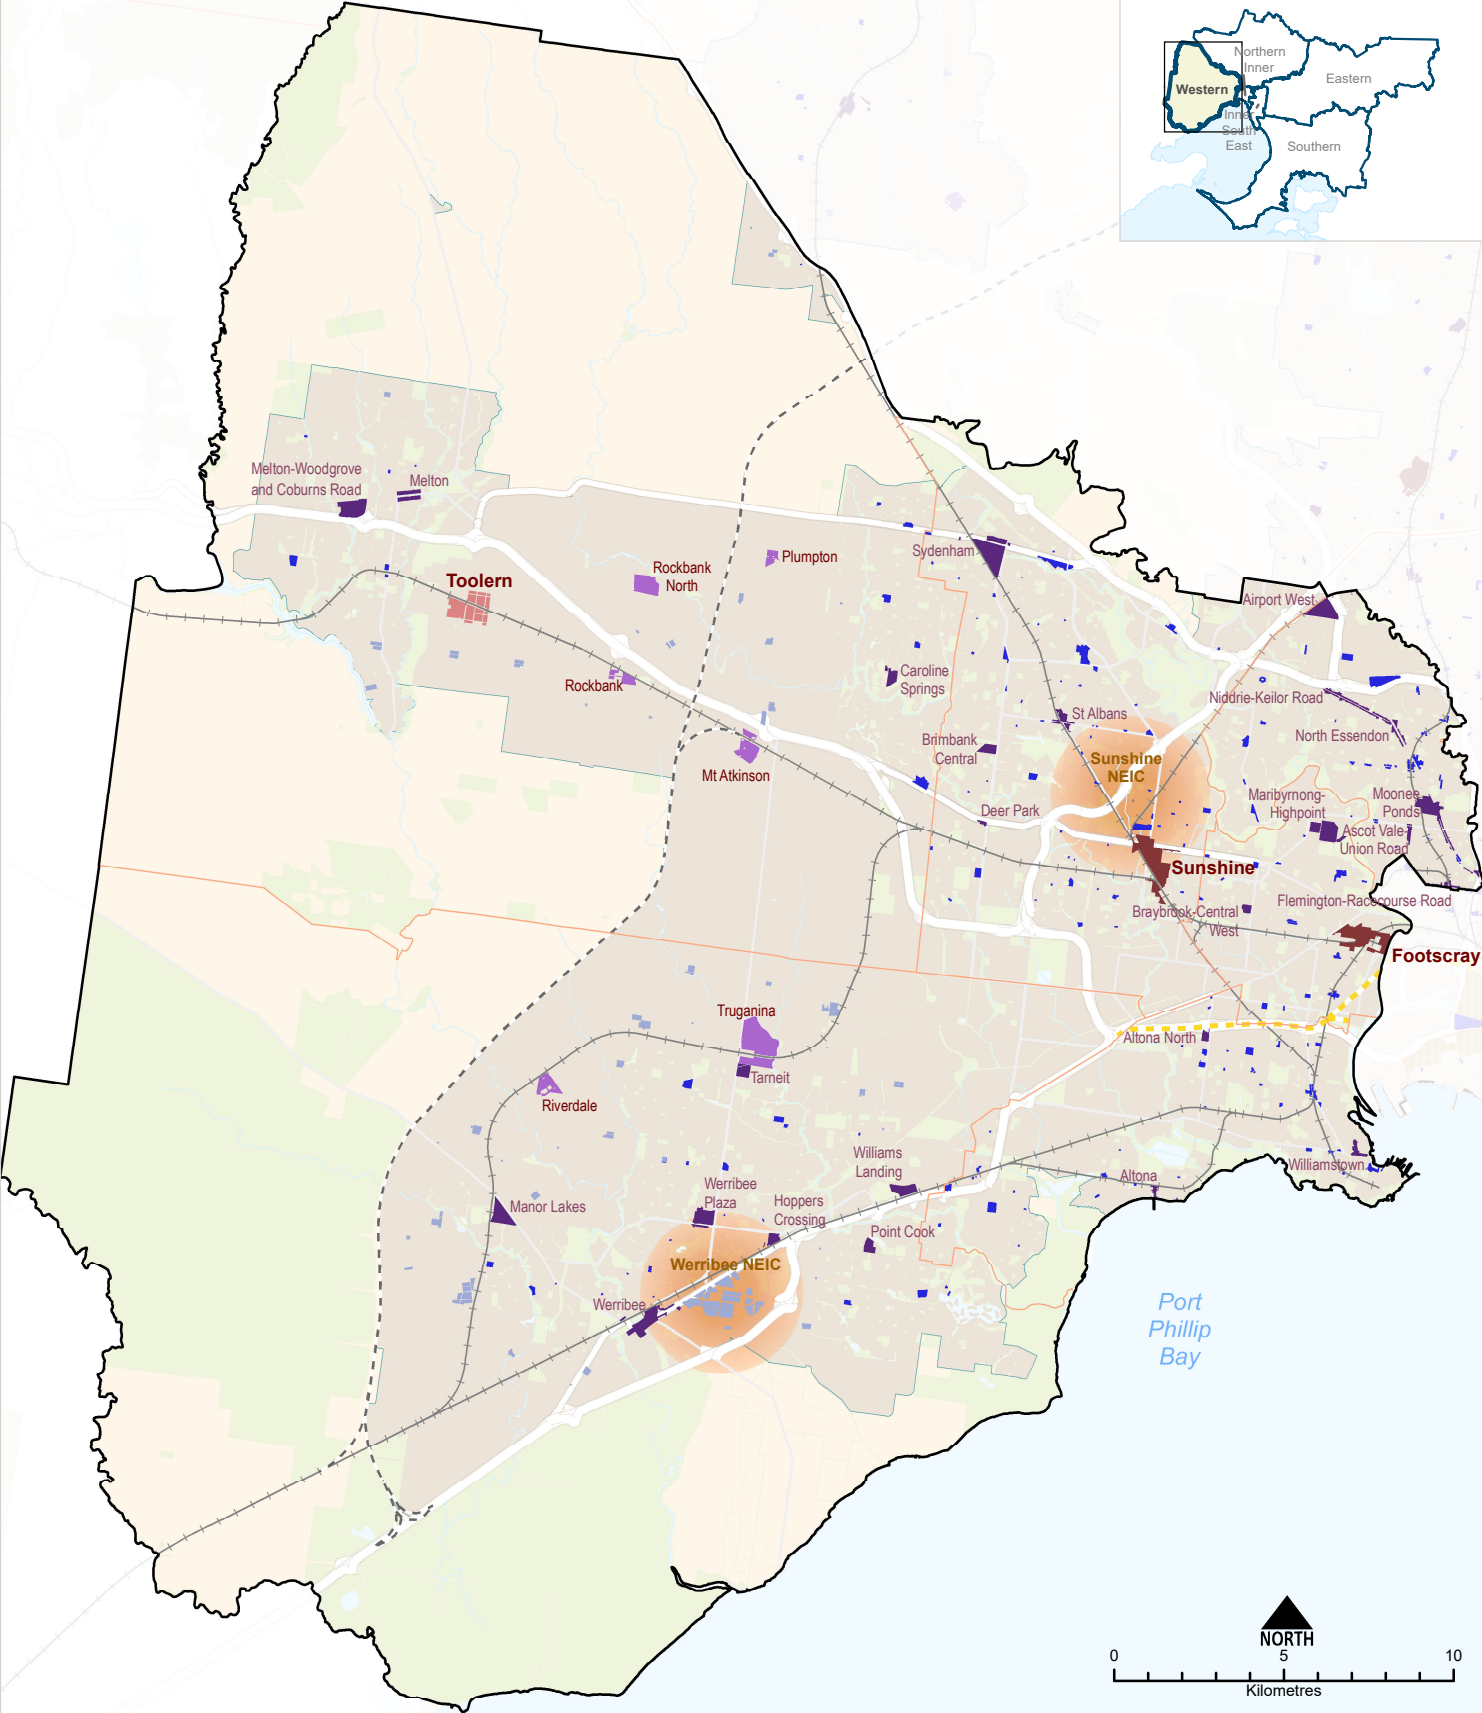 Northern
Inner
Eastern
Western
Inner
South
East
Southern
Melton-Woodgrove
and Coburns Road
Melton
Sydenham
Plumpton
Rockbank
North
Toolern
Airport West
Caroline
Springs
Rockbank
Niddrie-Keilor Road
St Albans
North Essendon
Brimbank
Central
Sunshine
NEIC
Mt Atkinson
Maribyrnong-
Highpoint
Moonee
Ponds
Deer Park
Ascot Vale-
Union Road
Sunshine
Flemington-Racecourse Road
Braybrook-Central
West
Footscray
Truganina
Altona North
Tarneit
Riverdale
Williams
Landing
Williamstown
Altona
Werribee
Plaza
Manor Lakes
Hoppers
Crossing
Point Cook
Werribee NEIC
Werribee
Port
Phillip
Bay
NORTH
0 5 10
Kilometres